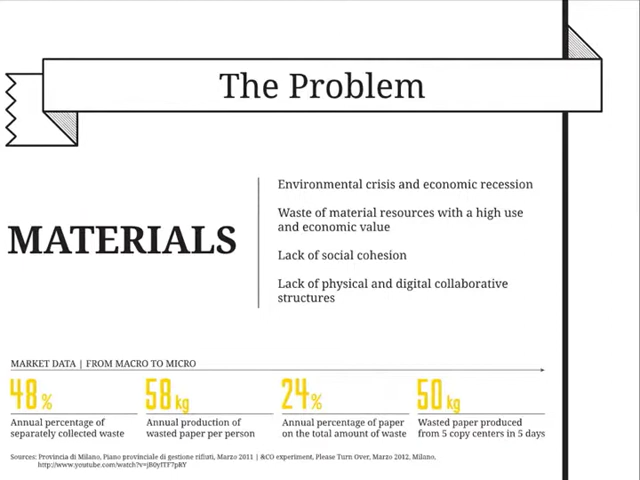 The Problem
MATERIALS
Environmental crisis and economic recession
Waste of material resources with a high use
and economic value
Lack of social cohesion
Lack of physical and digital collaborative
structures
MARKET DATA | FROM MACRO TO MICRO
48 %
Annual percentage of
separately collected waste
58 kg
Annual production of
wasted paper per person
24 %
Annual percentage of paper
on the total amount of waste
50 kg
Wasted paper produced
from 5 copy centers in 5 days
Sources: Provincia di Milano, Piano provinciale di gestione rifiuti, Marzo 2011 | &CO experiment, Please Turn Over, Marzo 2012, Milano,